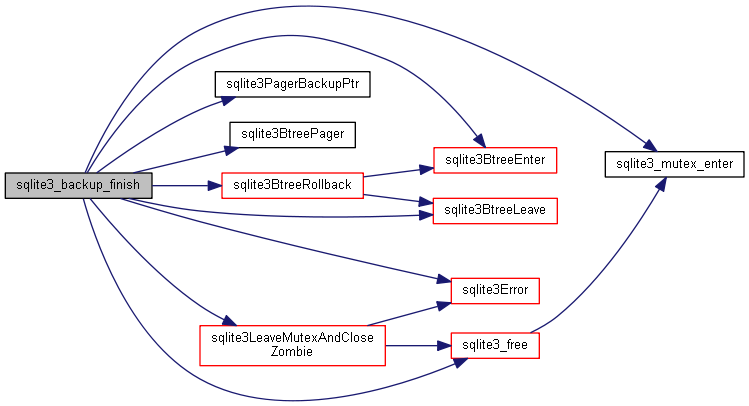 sqlite3PagerBackupPtr
sqlite3BtreePager
sqlite3BtreeEnter
sqlite3_mutex_enter
sqlite3_backup_finish
sqlite3BtreeRollback
sqlite3BtreeLeave
sqlite3Error
sqlite3LeaveMutexAndClose
Zombie
sqlite3_free